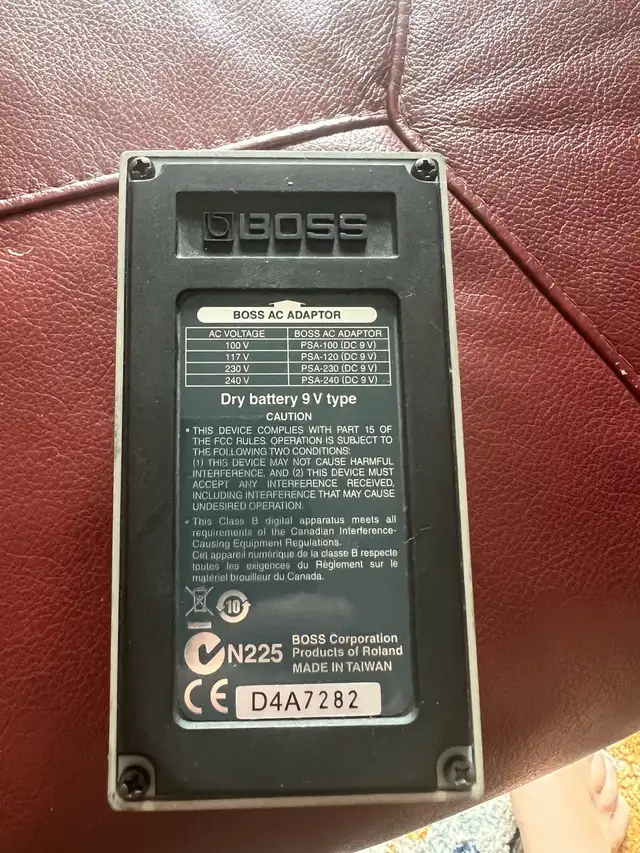 BOSS
BOSS AC ADAPTOR
AC VOLTAGE BOSS AC ADAPTOR
100 V PSA-100 (DC 9 V)
117 V PSA-120 (DC 9 V)
230 V PSA-230 (DC 9 V)
240 V PSA-240 (DC 9 V)
Dry battery 9 V type
CAUTION
• THIS DEVICE COMPLIES WITH PART 15 OF
THE FCC RULES. OPERATION IS SUBJECT TO
THE FOLLOWING TWO CONDITIONS:
(1) THIS DEVICE MAY NOT CAUSE HARMFUL
INTERFERENCE, AND (2) THIS DEVICE MUST
ACCEPT ANY INTERFERENCE RECEIVED,
INCLUDING INTERFERENCE THAT MAY CAUSE
UNDESIRED OPERATION.
• This Class B digital apparatus meets all
requirements of the Canadian Interference-
Causing Equipment Regulations.
Cet appareil numérique de la classe B respecte
toutes les exigences du Règlement sur le
matériel brouilleur du Canada.
10
N225
BOSS Corporation
Products of Roland
MADE IN TAIWAN
CE
D4A7282